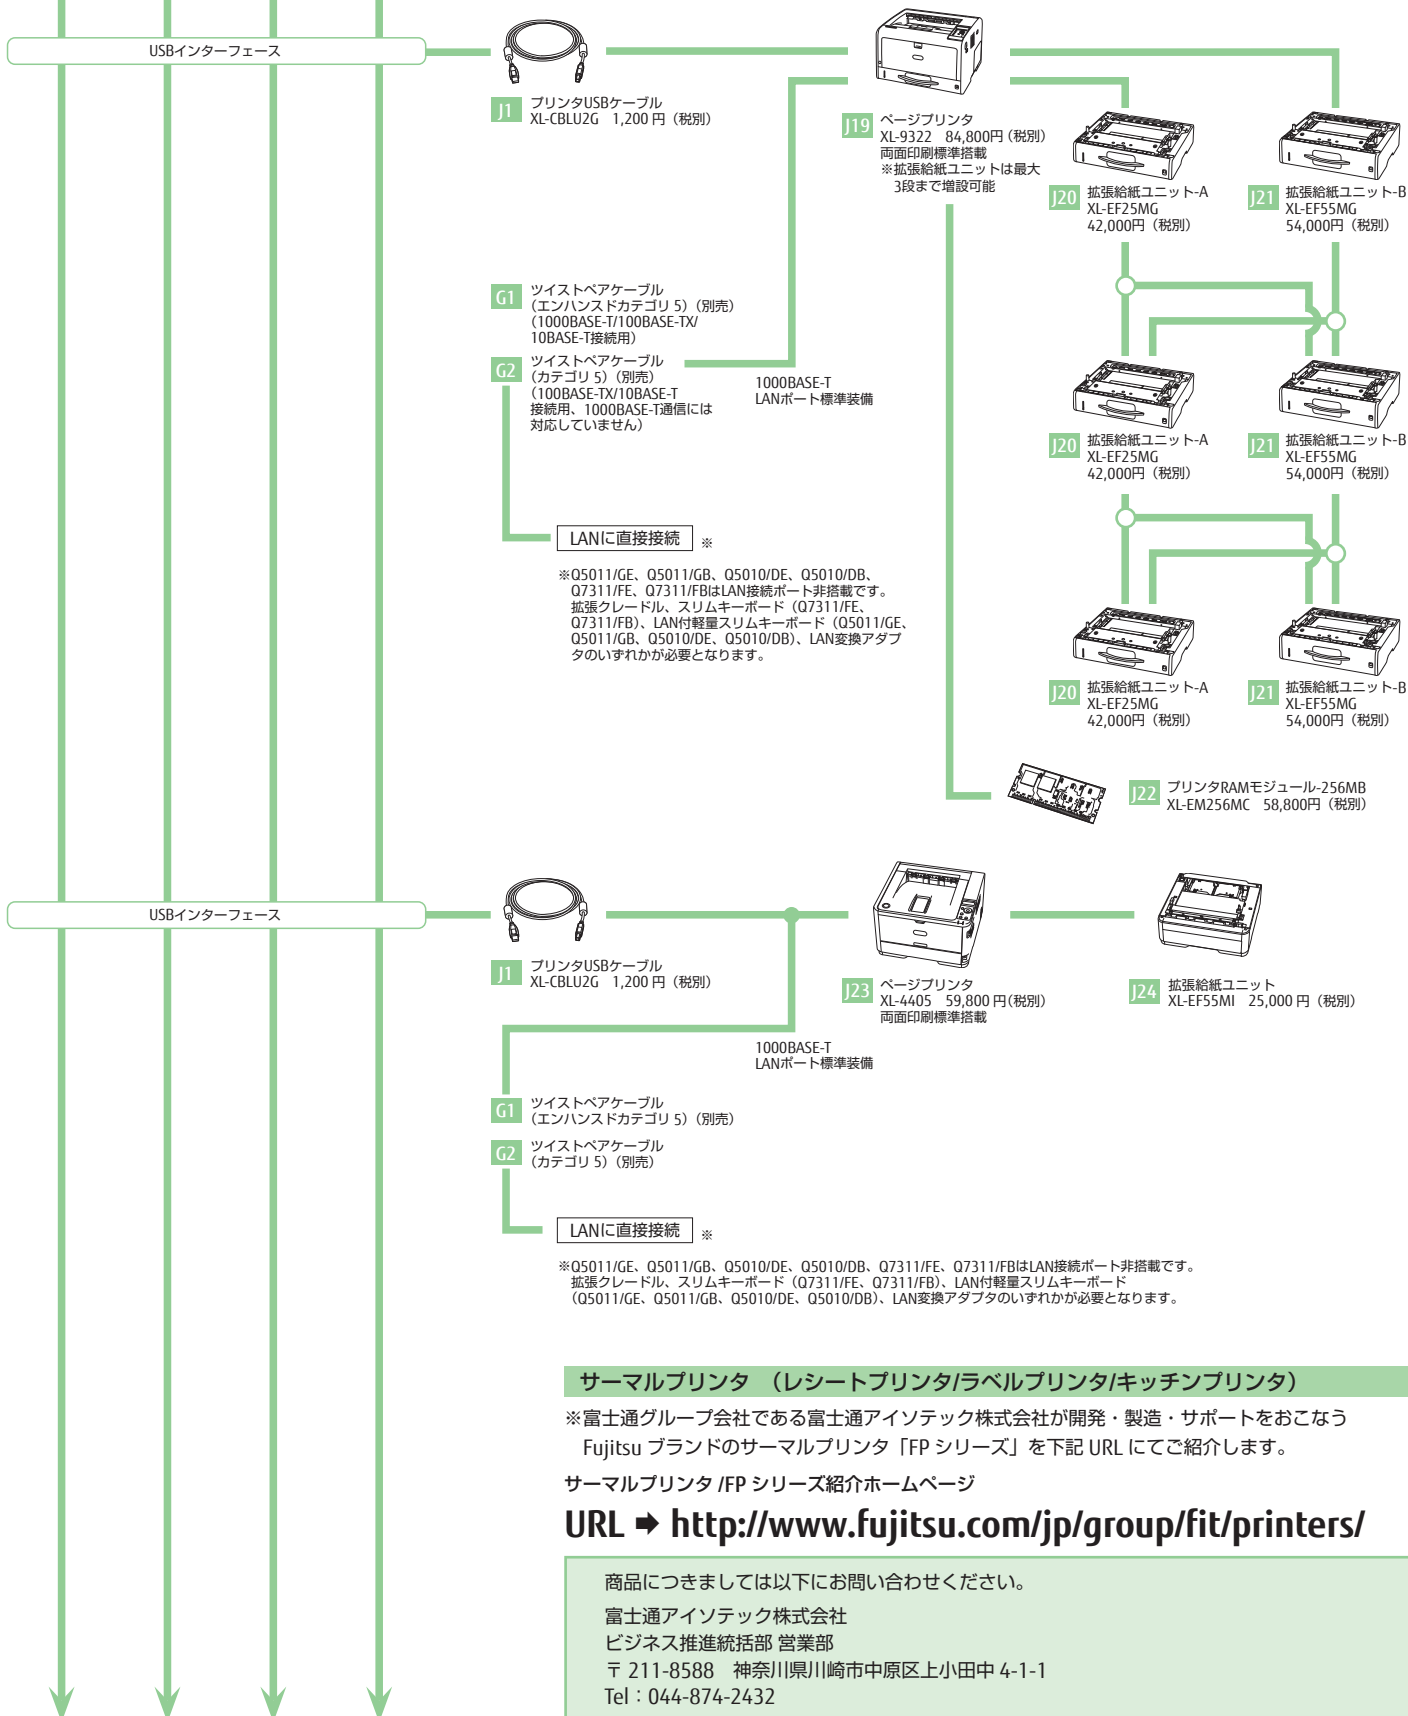 USBインターフェース
J1 プリンタUSBケーブル
XL-CBLU2G 1,200 円（税別）
J19 ページプリンタ
XL-9322 84,800円（税別）
両面印刷標準搭載
※拡張給紙ユニットは最大
3段まで増設可能
J20 拡張給紙ユニット-A
XL-EF25MG
42,000円（税別）
J21 拡張給紙ユニット-B
XL-EF55MG
54,000円（税別）
G1 ツイストペアケーブル
（エンハンスドカテゴリ 5）（別売）
（1000BASE-T/100BASE-TX/
10BASE-T接続用）
G2 ツイストペアケーブル
（カテゴリ 5）（別売）
（100BASE-TX/10BASE-T
接続用、1000BASE-T通信には
対応していません）
1000BASE-T
LANポート標準装備
J20 拡張給紙ユニット-A
XL-EF25MG
42,000円（税別）
J21 拡張給紙ユニット-B
XL-EF55MG
54,000円（税別）
LANに直接接続 ※
※Q5011/GE、Q5011/GB、Q5010/DE、Q5010/DB、
Q7311/FE、Q7311/FBはLAN接続ポート非搭載です。
拡張クレードル、スリムキーボード（Q7311/FE、
Q7311/FB）、LAN付軽量スリムキーボード（Q5011/GE、
Q5011/GB、Q5010/DE、Q5010/DB）、LAN変換アダプ
タのいずれかが必要となります。
J20 拡張給紙ユニット-A
XL-EF25MG
42,000円（税別）
J21 拡張給紙ユニット-B
XL-EF55MG
54,000円（税別）
J22 プリンタRAMモジュール-256MB
XL-EM256MC 58,800円（税別）
USBインターフェース
J1 プリンタUSBケーブル
XL-CBLU2G 1,200 円（税別）
J23 ページプリンタ
XL-4405 59,800 円（税別）
両面印刷標準搭載
J24 拡張給紙ユニット
XL-EF55MI 25,000 円（税別）
1000BASE-T
LANポート標準装備
G1 ツイストペアケーブル
（エンハンスドカテゴリ 5）（別売）
G2 ツイストペアケーブル
（カテゴリ 5）（別売）
LANに直接接続 ※
※Q5011/GE、Q5011/GB、Q5010/DE、Q5010/DB、Q7311/FE、Q7311/FBはLAN接続ポート非搭載です。
拡張クレードル、スリムキーボード（Q7311/FE、Q7311/FB）、LAN付軽量スリムキーボード
（Q5011/GE、Q5011/GB、Q5010/DE、Q5010/DB）、LAN変換アダプタのいずれかが必要となります。
サーマルプリンタ （レシートプリンタ/ラベルプリンタ/キッチンプリンタ）
※富士通グループ会社である富士通アイソテック株式会社が開発・製造・サポートをおこなう
Fujitsu ブランドのサーマルプリンタ「FP シリーズ」を下記 URL にてご紹介します。
サーマルプリンタ /FP シリーズ紹介ホームページ
URL ➡ http://www.fujitsu.com/jp/group/fit/printers/
商品につきましては以下にお問い合わせください。
富士通アイソテック株式会社
ビジネス推進統括部 営業部
〒 211-8588 神奈川県川崎市中原区上小田中 4-1-1
Tel：044-874-2432